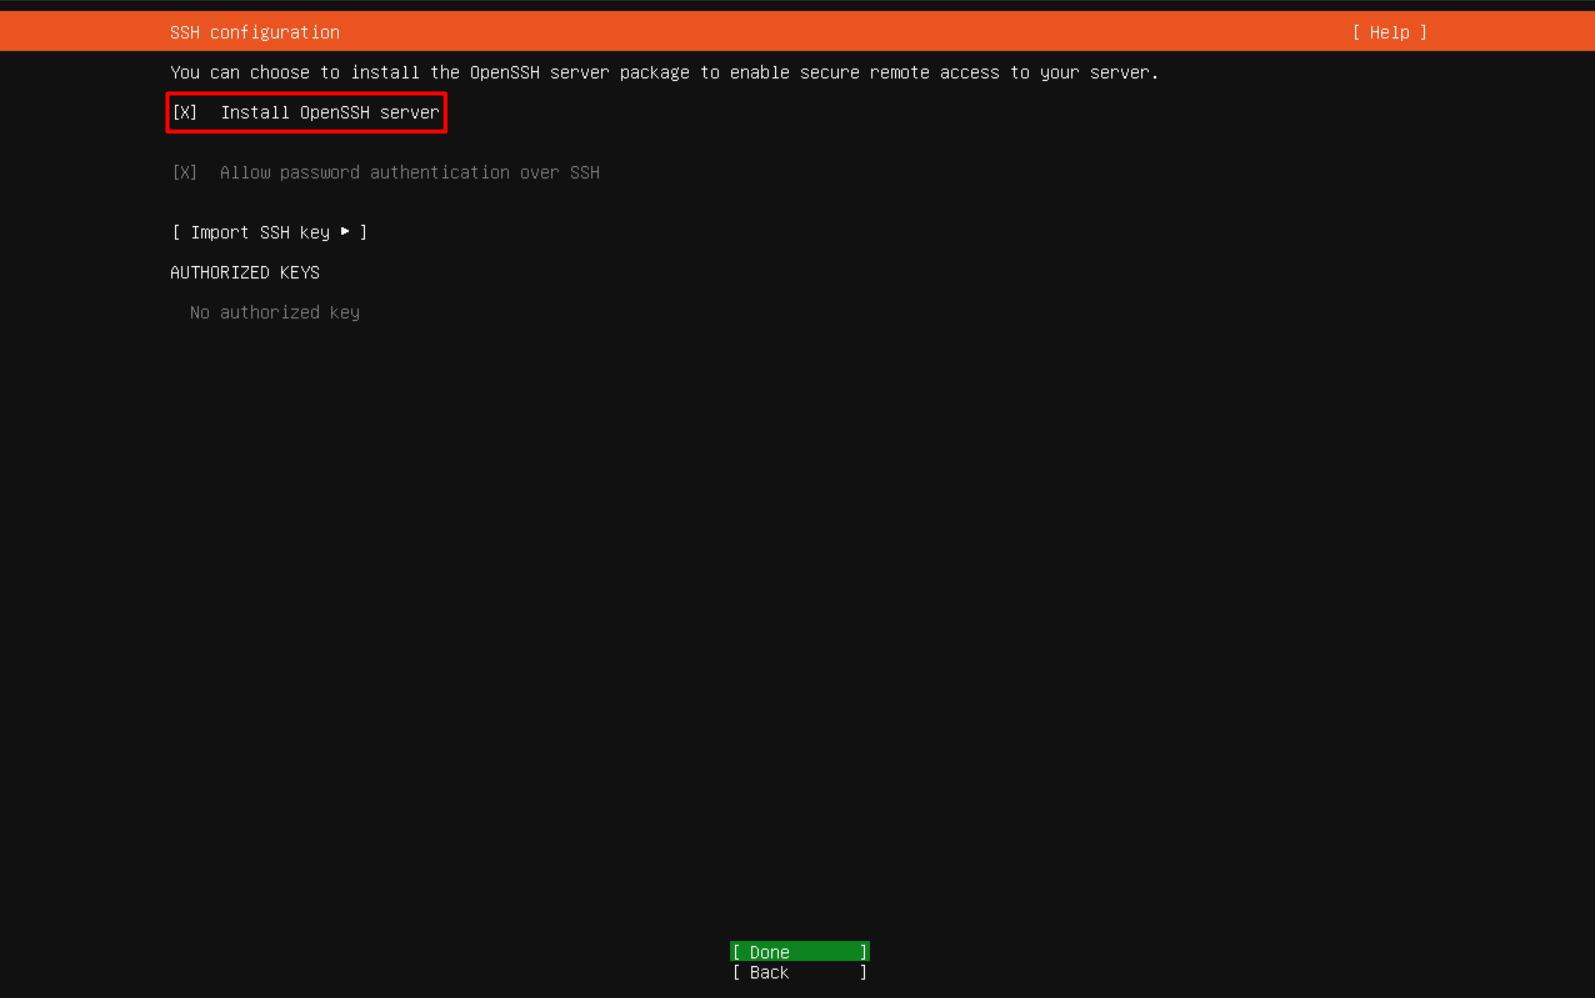 SSH configuration [ Help ]
You can choose to install the OpenSSH server package to enable secure remote access to your server.
[X] Install OpenSSH server
[X] Allow password authentication over SSH
[ Import SSH key ▸ ]
AUTHORIZED KEYS
No authorized key
[ Done ]
[ Back ]